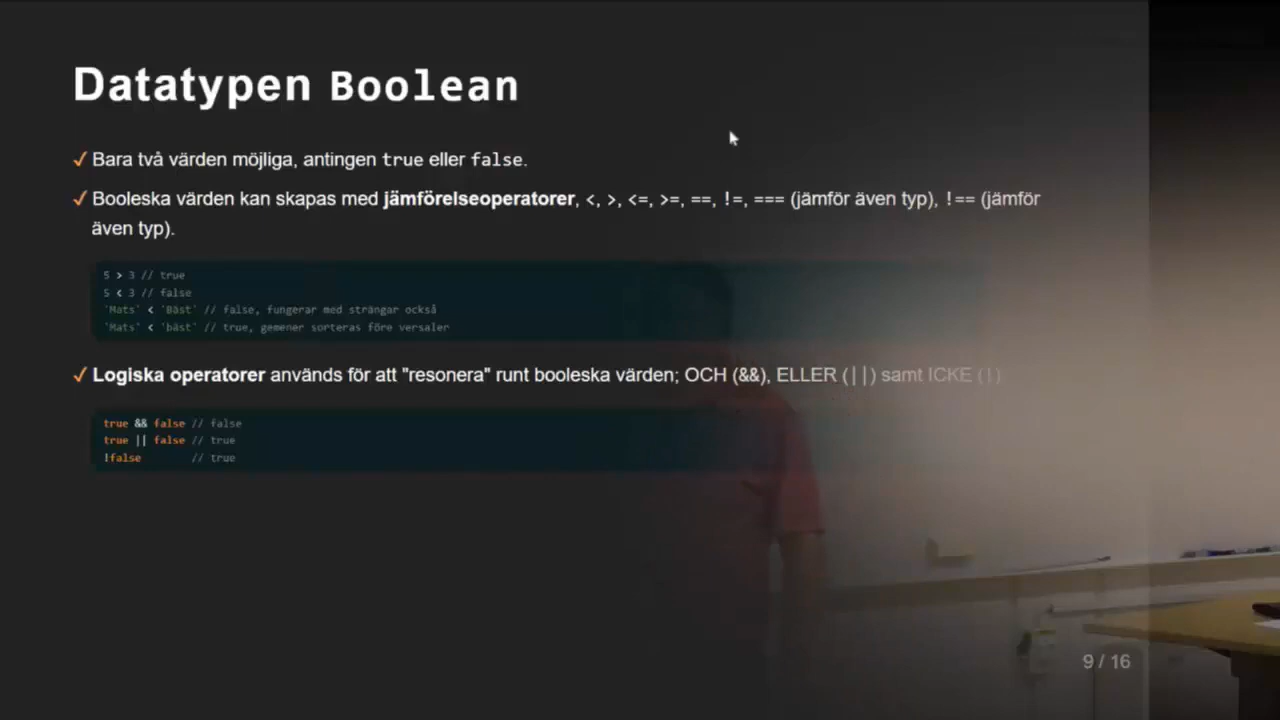 Datatypen Boolean
✓ Bara två värden möjliga, antingen true eller false.
✓ Booleska värden kan skapas med jämförelseoperatorer, <, >, <=, >=, ==, !=, === (jämför även typ), !== (jämför
även typ).
5 > 3 // true
5 < 3 // false
'Mats' < 'Bäst' // false, fungerar med strängar också
'Mats' < 'bäst' // true, gemener sorteras före versaler
✓ Logiska operatorer används för att "resonera" runt booleska värden; OCH (&&), ELLER (||) samt ICKE (!)
true && false // false
true || false // true
!false // true
9 / 16